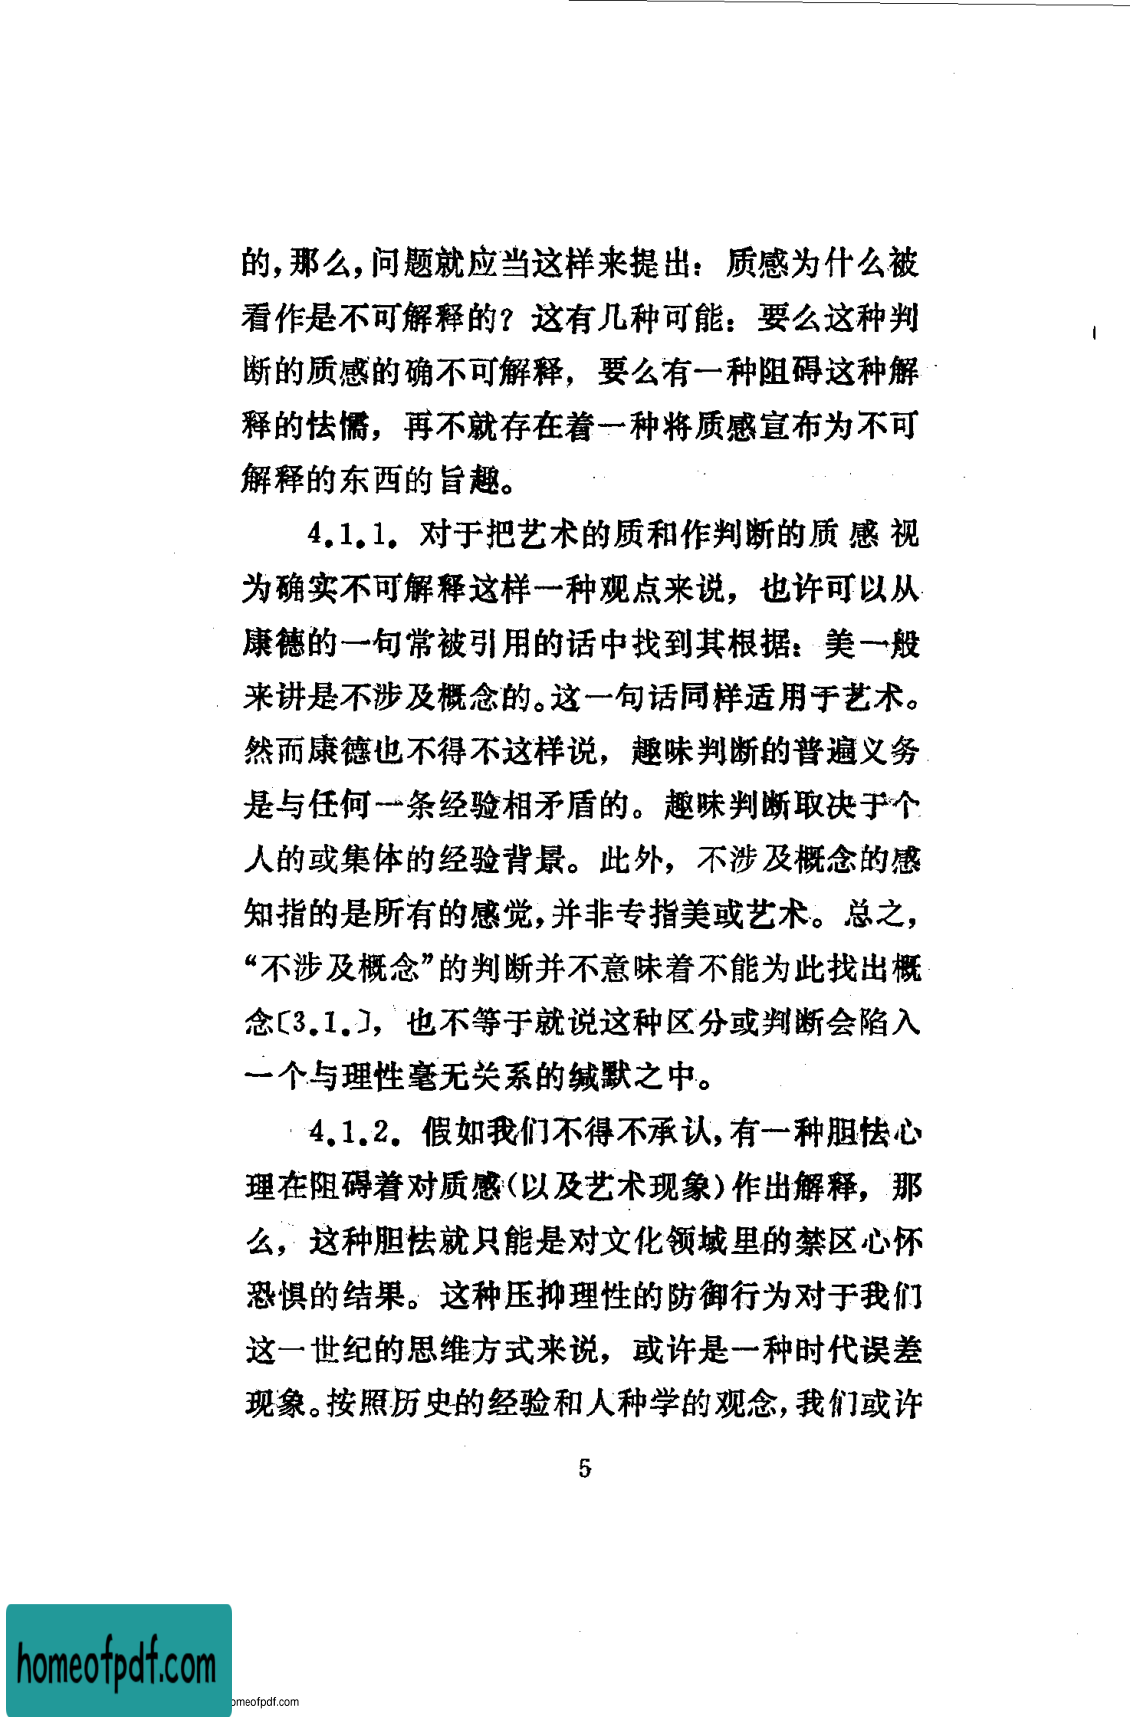 的，那么，问题就应当这样来提出：质感为什么被
看作是不可解释的？这有几种可能：要么这种判
断的质感的确不可解释，要么有一种阻碍这种解
释的怯懦，再不就存在着一种将质感宣布为不可
解释的东西的旨趣。
4.1.1. 对于把艺术的质和作判断的质感视
为确实不可解释这样一种观点来说，也许可以从
康德的一句常被引用的话中找到其根据：美一般
来讲是不涉及概念的。这一句话同样适用于艺术。
然而康德也不得不这样说，趣味判断的普遍义务
是与任何一条经验相矛盾的。趣味判断取决于个
人的或集体的经验背景。此外，不涉及概念的感
知指的是所有的感觉，并非专指美或艺术。总之，
“不涉及概念”的判断并不意味着不能为此找出概
念〔3.1.〕，也不等于就说这种区分或判断会陷入
一个与理性毫无关系的缄默之中。
4.1.2. 假如我们不得不承认，有一种胆怯心
理在阻碍着对质感（以及艺术现象）作出解释，那
么，这种胆怯就只能是对文化领域里的禁区心怀
恐惧的结果。这种压抑理性的防御行为对于我们
这一世纪的思维方式来说，或许是一种时代误差
现象。按照历史的经验和人种学的观念，我们或许
5
homeofpdf.com
omeofpdf.com